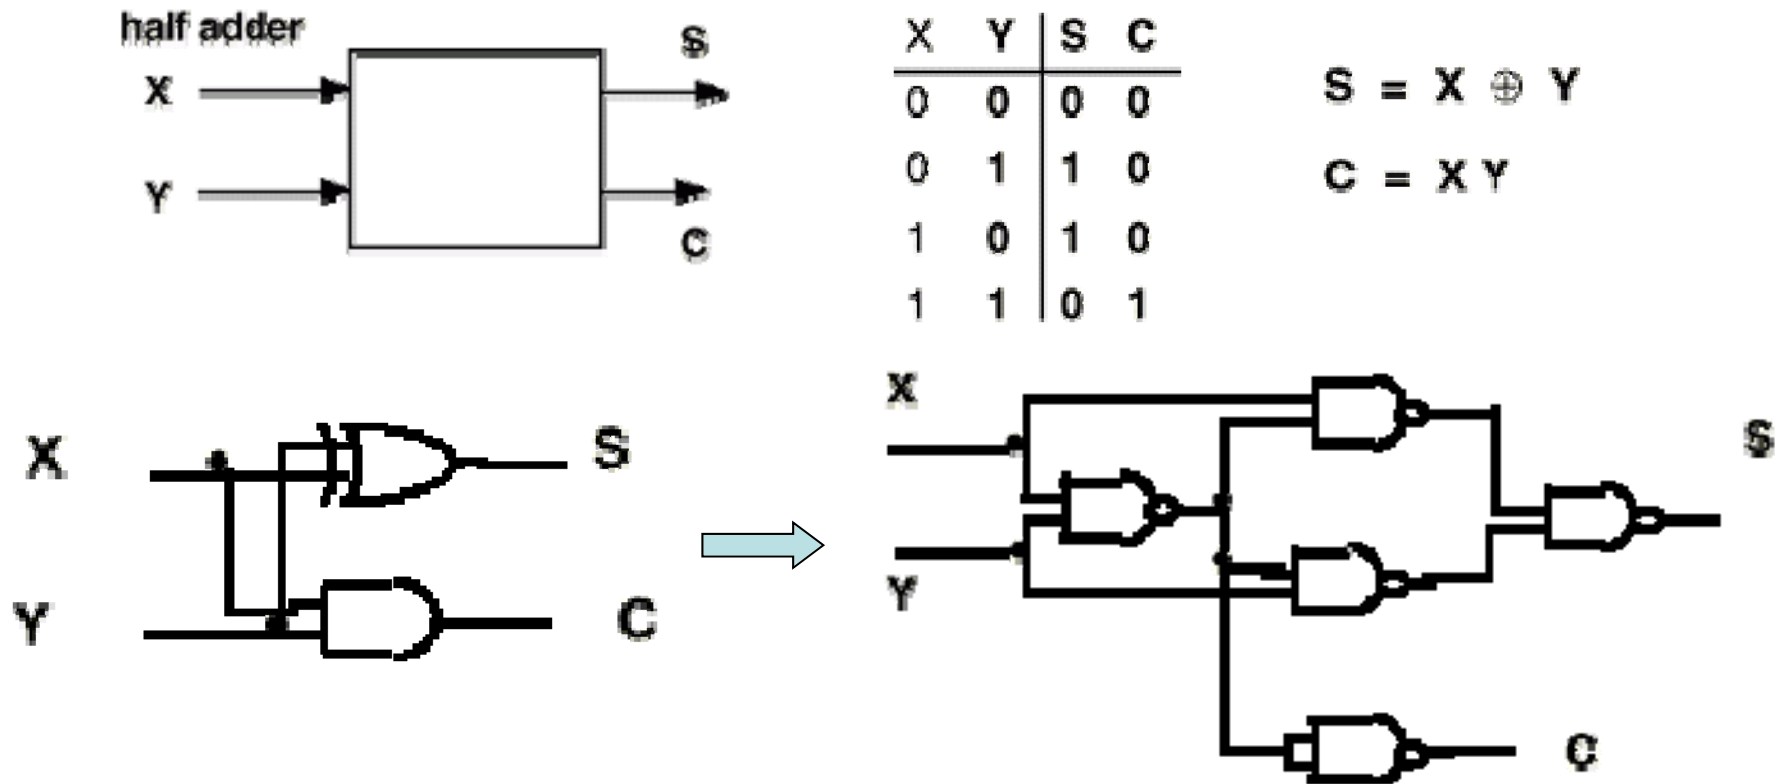 half adder
X
Y
S
C
X Y S C
0 0 0 0
0 1 1 0
1 0 1 0
1 1 0 1
S = X ⊕ Y
C = X Y
X
Y
S
C
X
Y
S
C